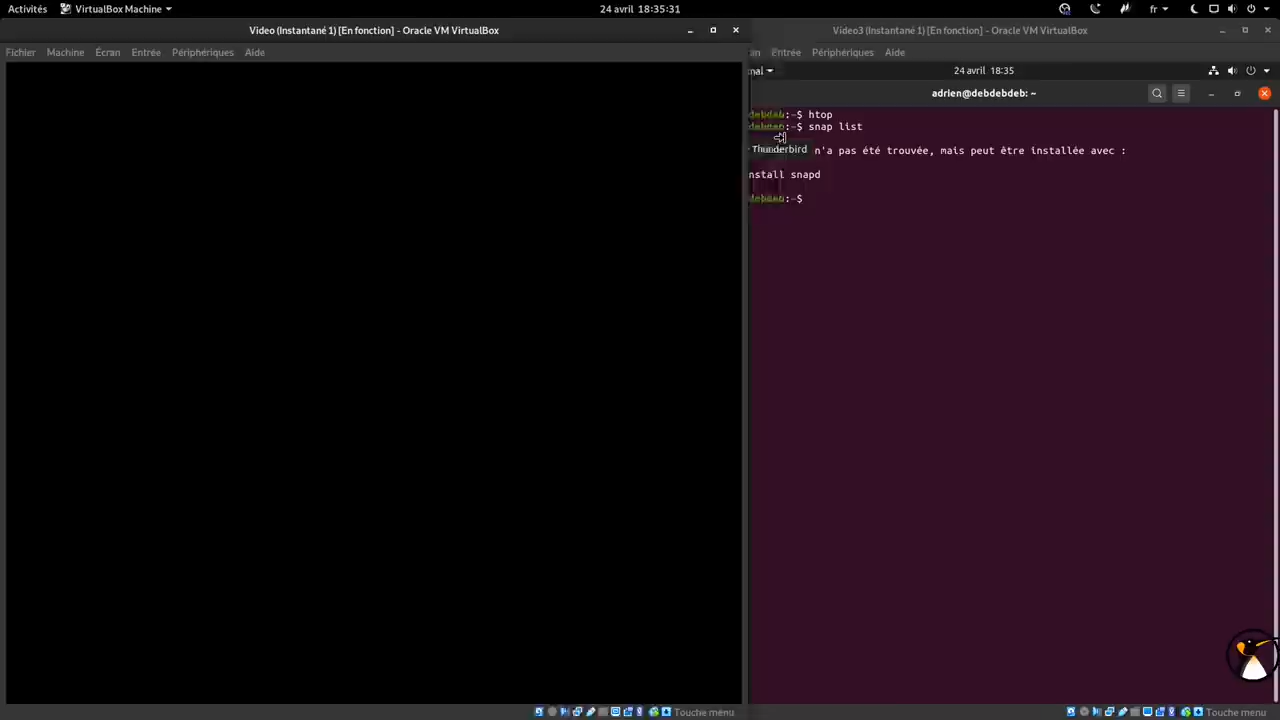 Activités VirtualBox Machine 24 avril 18:35:31 fr
Video (Instantané 1) [En fonction] - Oracle VM VirtualBox
Fichier Machine Écran Entrée Périphériques Aide
Touche menu
Video3 (Instantané 1) [En fonction] - Oracle VM VirtualBox
Entrée Périphériques Aide
24 avril 18:35
adrien@debdebdeb: ~
debdeb:~$ htop
debdeb:~$ snap list
Thunderbird
n'a pas été trouvée, mais peut être installée avec :
nstall snapd
debdeb:~$
Touche menu